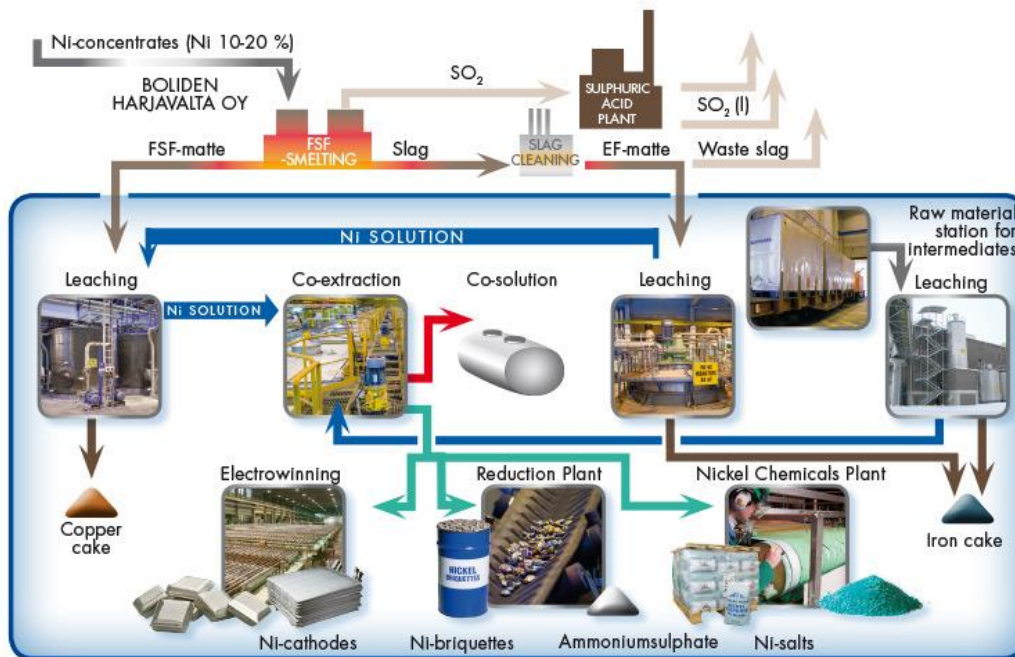 Ni-concentrates (Ni 10-20 %)
BOLIDEN
HARJAVALTA OY
SO2
SULPHURIC
ACID
PLANT
SO2 (l)
FSF-matte
FSF
-SMELTING
Slag
SLAG
CLEANING
EF-matte
Waste slag
Raw material
station for
intermediates
Ni SOLUTION
Leaching
Co-extraction
Co-solution
Leaching
Leaching
Ni SOLUTION
Electrowinning
Reduction Plant
Nickel Chemicals Plant
Copper
cake
Iron cake
NICKEL
BRIQUETTES
Ni-cathodes
Ni-briquettes
Ammoniumsulphate
Ni-salts